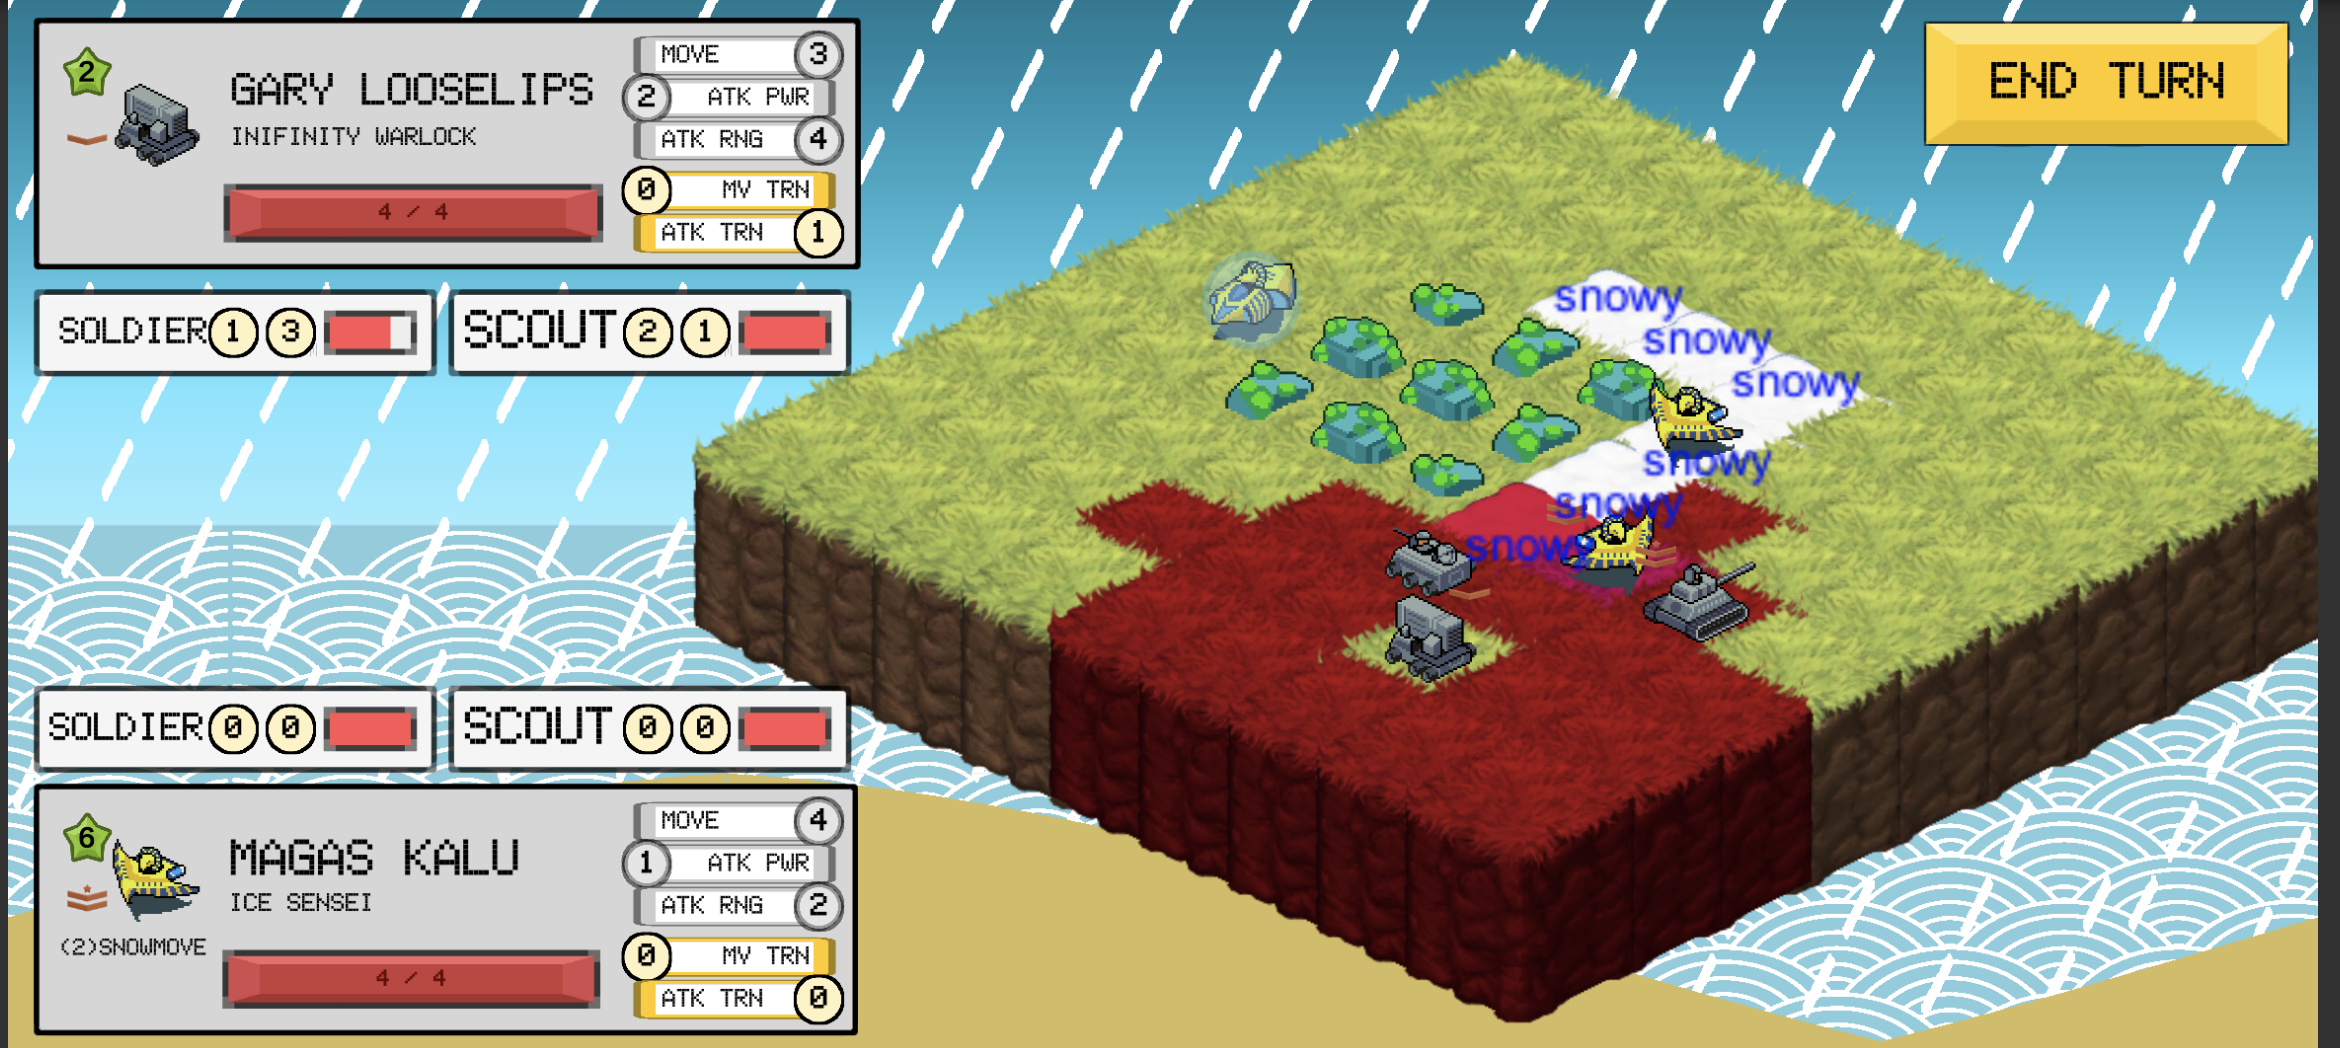 2
GARY LOOSELIPS
INIFINITY WARLOCK
4 / 4
MOVE 3
2 ATK PWR
ATK RNG 4
0 MV TRN
ATK TRN 1
END TURN
SOLDIER 1 3
SCOUT 2 1
snowy
snowy
snowy
snowy
snowy
snowy
SOLDIER 0 0
SCOUT 0 0
6
MAGAS KALU
ICE SENSEI
(2)SNOWMOVE
4 / 4
MOVE 4
1 ATK PWR
ATK RNG 2
0 MV TRN
ATK TRN 0